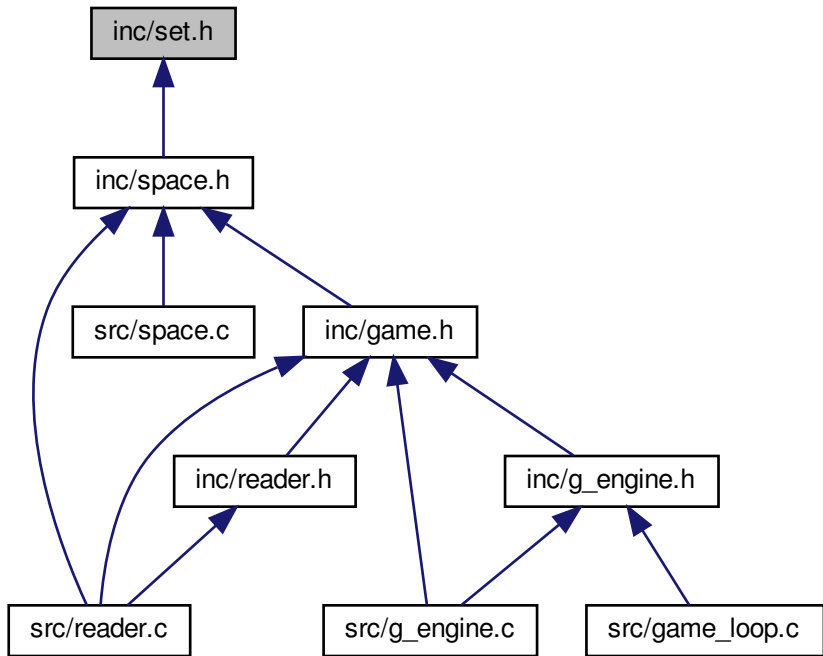 inc/set.h
inc/space.h
src/space.c
inc/game.h
inc/reader.h
inc/g_engine.h
src/reader.c
src/g_engine.c
src/game_loop.c